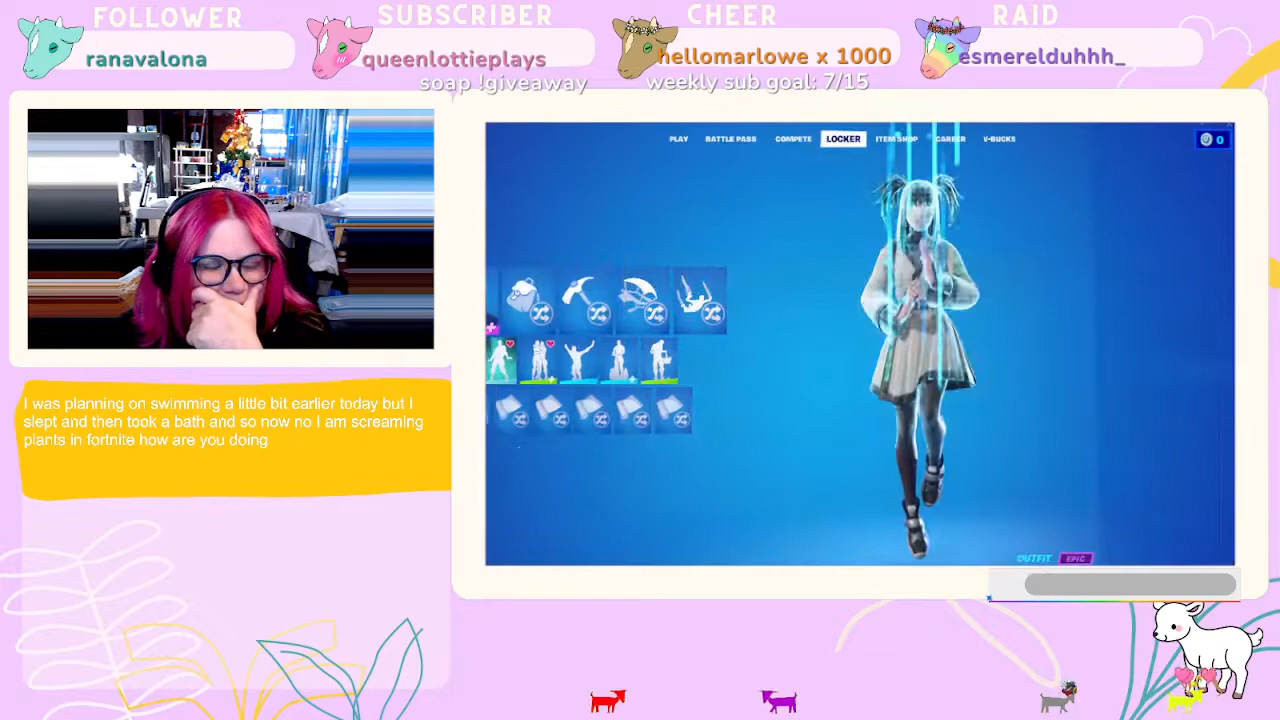 FOLLOWER
ranavalona
SUBSCRIBER
queenlottieplays
CHEER
hellomarlowe x 1000
RAID
esmerelduhhh_
soap !giveaway
weekly sub goal: 7/15
PLAY BATTLE PASS COMPETE LOCKER ITEM SHOP CAREER V-BUCKS
0
I was planning on swimming a little bit earlier today but I
slept and then took a bath and so now no I am screaming
plants in fortnite how are you doing
OUTFIT EPIC